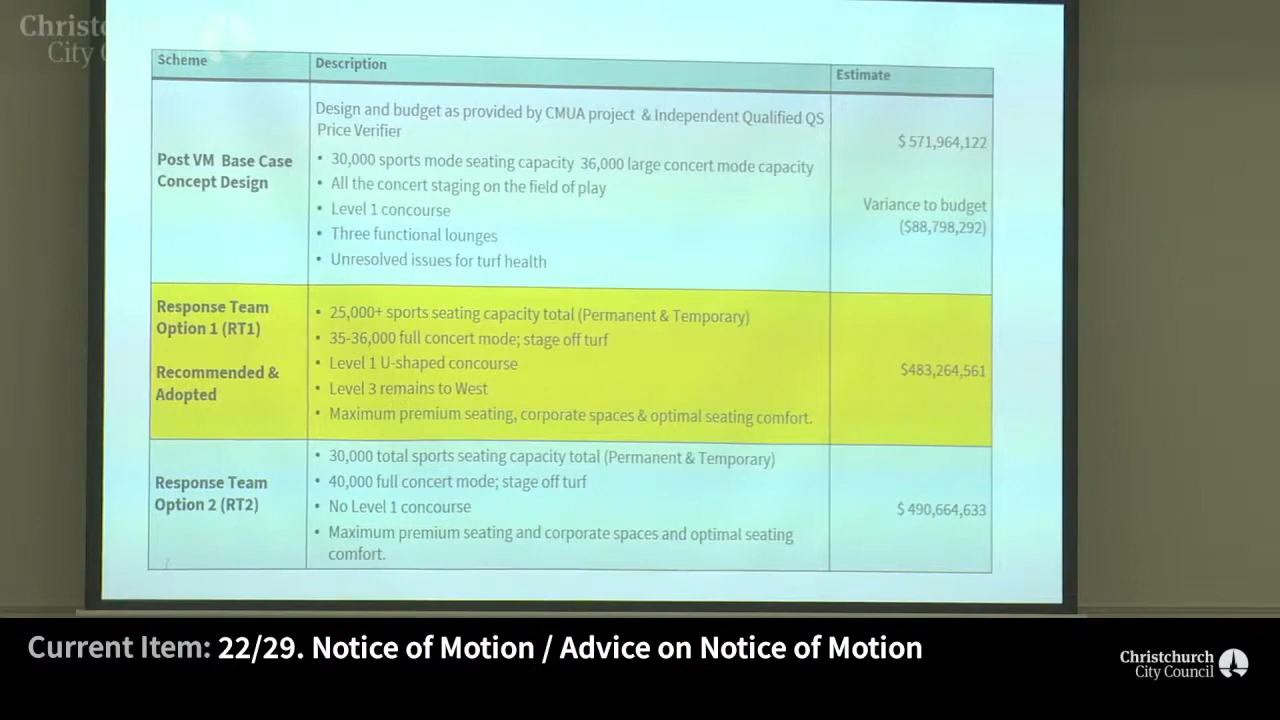 Christc
City C
Scheme
Description
Estimate
Post VM Base Case
Concept Design
Design and budget as provided by CMUA project & Independent Qualified QS
Price Verifier
• 30,000 sports mode seating capacity 36,000 large concert mode capacity
• All the concert staging on the field of play
• Level 1 concourse
• Three functional lounges
• Unresolved issues for turf health
$ 571,964,122
Variance to budget
($88,798,292)
Response Team
Option 1 (RT1)
Recommended &
Adopted
• 25,000+ sports seating capacity total (Permanent & Temporary)
• 35-36,000 full concert mode; stage off turf
• Level 1 U-shaped concourse
• Level 3 remains to West
• Maximum premium seating, corporate spaces & optimal seating comfort.
$483,264,561
Response Team
Option 2 (RT2)
• 30,000 total sports seating capacity total (Permanent & Temporary)
• 40,000 full concert mode; stage off turf
• No Level 1 concourse
• Maximum premium seating and corporate spaces and optimal seating
comfort.
$ 490,664,633
Current Item: 22/29. Notice of Motion / Advice on Notice of Motion
Christchurch
City Council